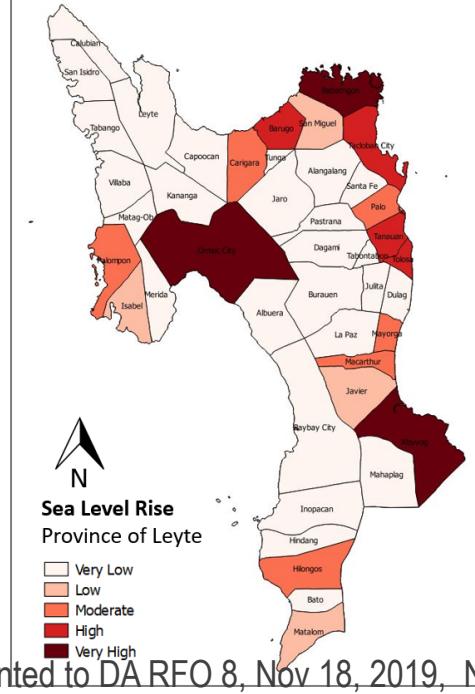 Calubian
San Isidro
Babatngon
Leyte
Tabango
Barugo
San Miguel
Tacloban City
Capoocan
Carigara
Tunga
Alangalang
Villaba
Kananga
Santa Fe
Jaro
Palo
Matag-Ob
Pastrana
Tanauan
Ormoc City
Dagami
Tabontabon
Tolosa
Palompon
Julita
Isabel
Merida
Burauen
Dulag
Albuera
La Paz
Mayorga
Macarthur
Javier
Baybay City
Abuyog
Mahaplag
N
Inopacan
Sea Level Rise
Province of Leyte
Hindang
Hilongos
Very Low
Low
Bato
Moderate
High
Matalom
Very High
nted to DA RFO 8, Nov 18, 2019, N